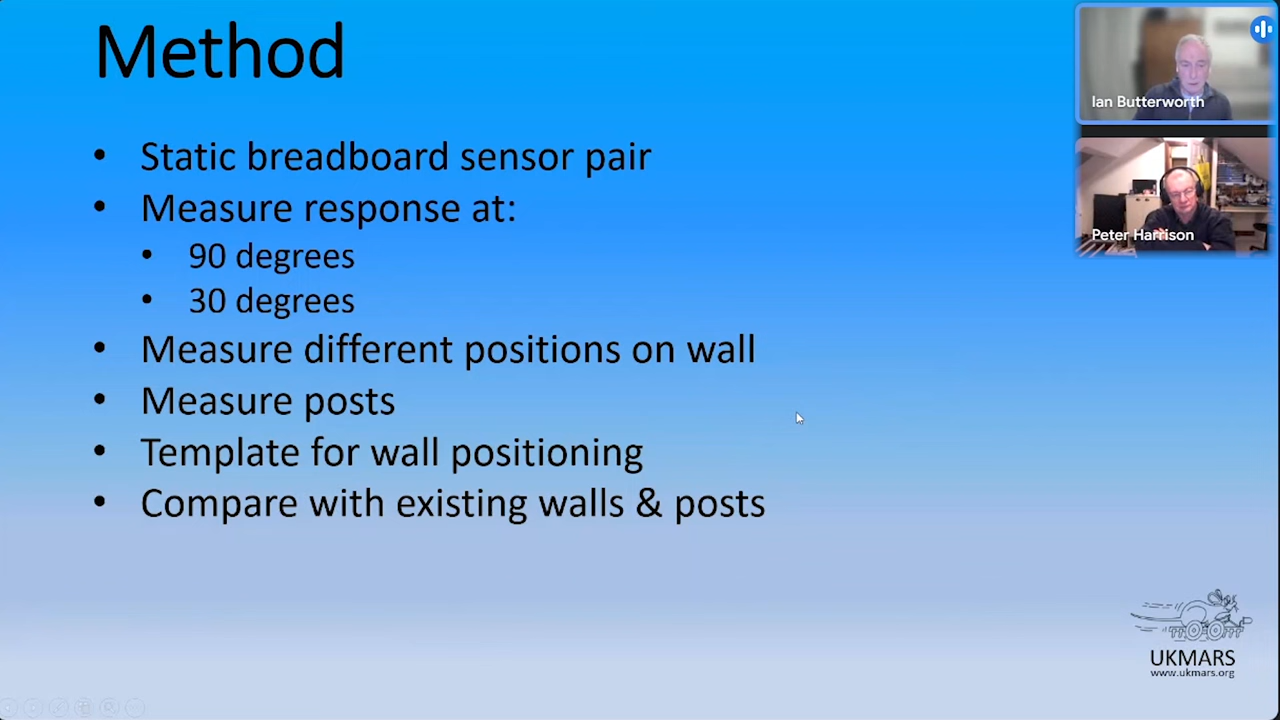 Method
• Static breadboard sensor pair
• Measure response at:
• 90 degrees
• 30 degrees
• Measure different positions on wall
• Measure posts
• Template for wall positioning
• Compare with existing walls & posts
Ian Butterworth
Peter Harrison
UKMARS
www.ukmars.org